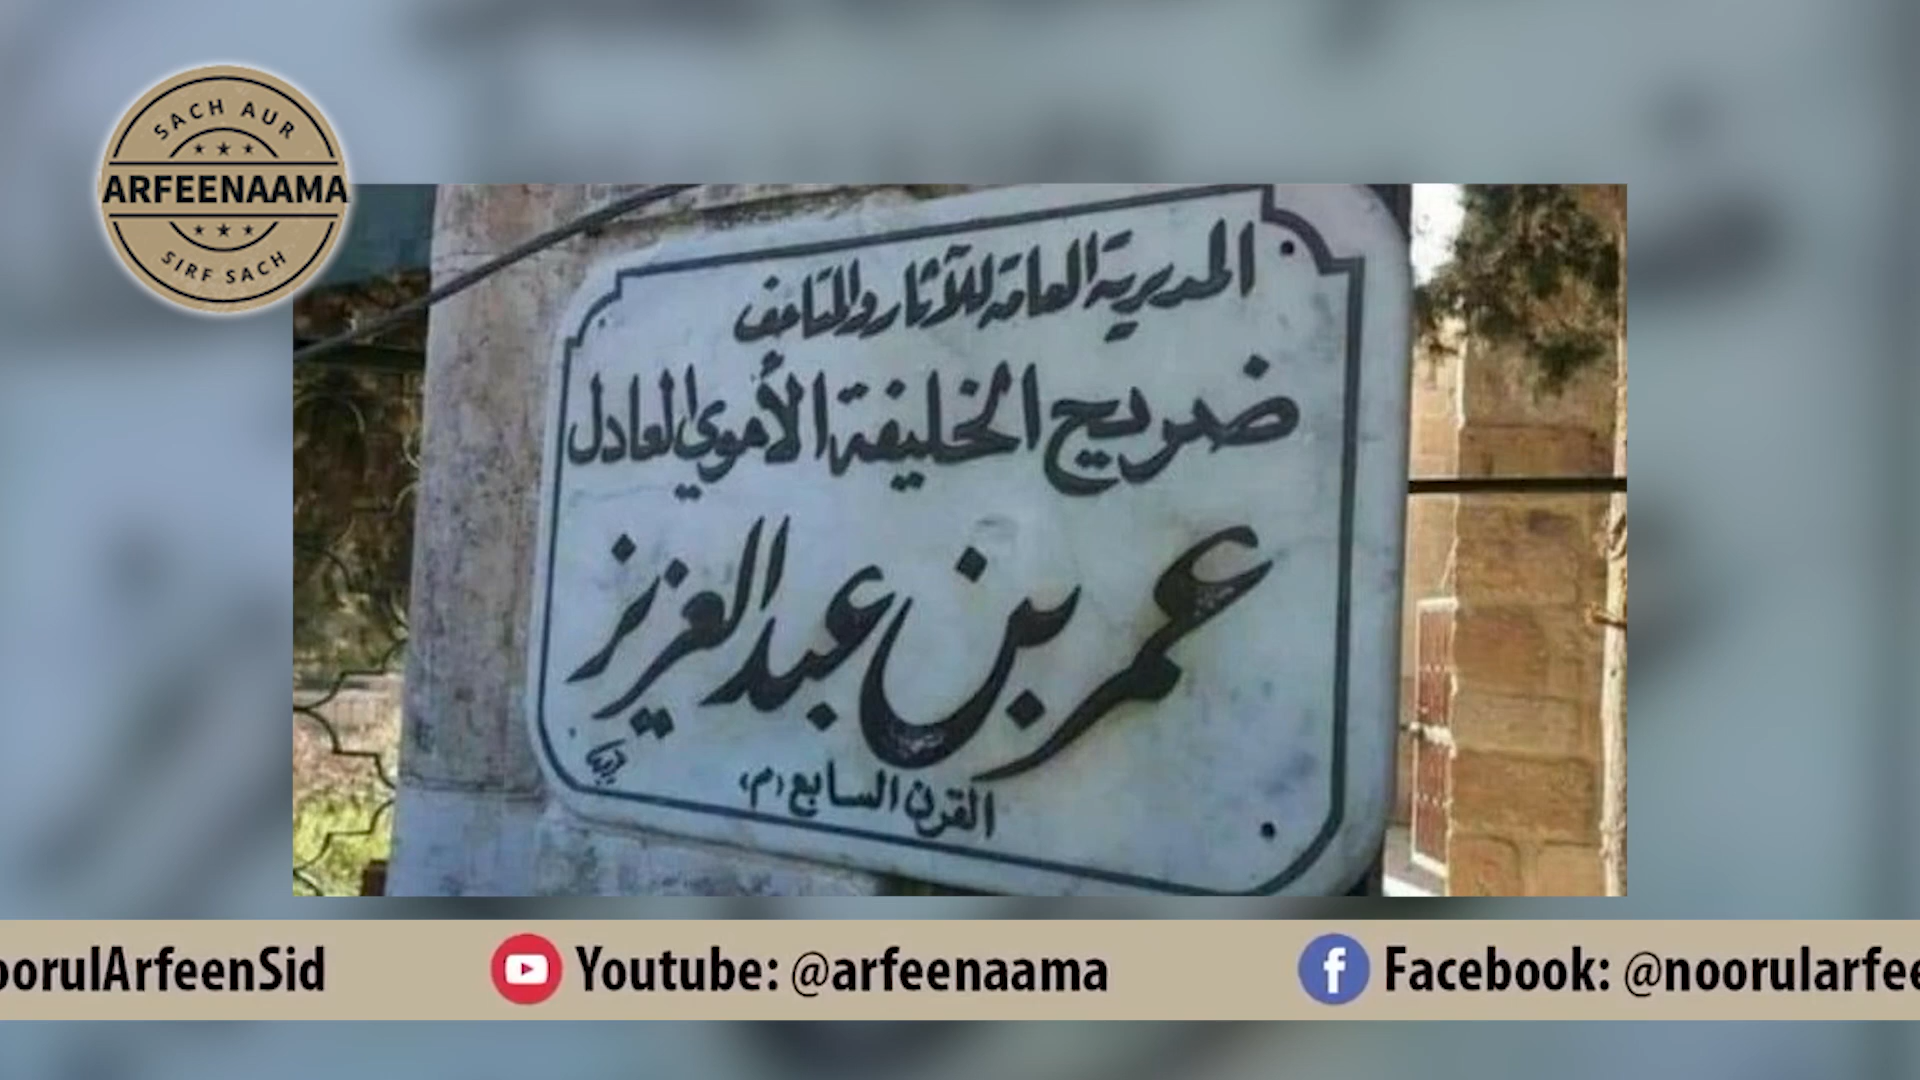 SACH AUR
ARFEENAAMA
SIRF SACH
المديرية العامة للآثار والمتاحف
ضريح الخليفة الأموي العادل
عمر بن عبد العزيز
القرن السابع (م)
oorulArfeenSid
Youtube: @arfeenaama
Facebook: @noorularfee